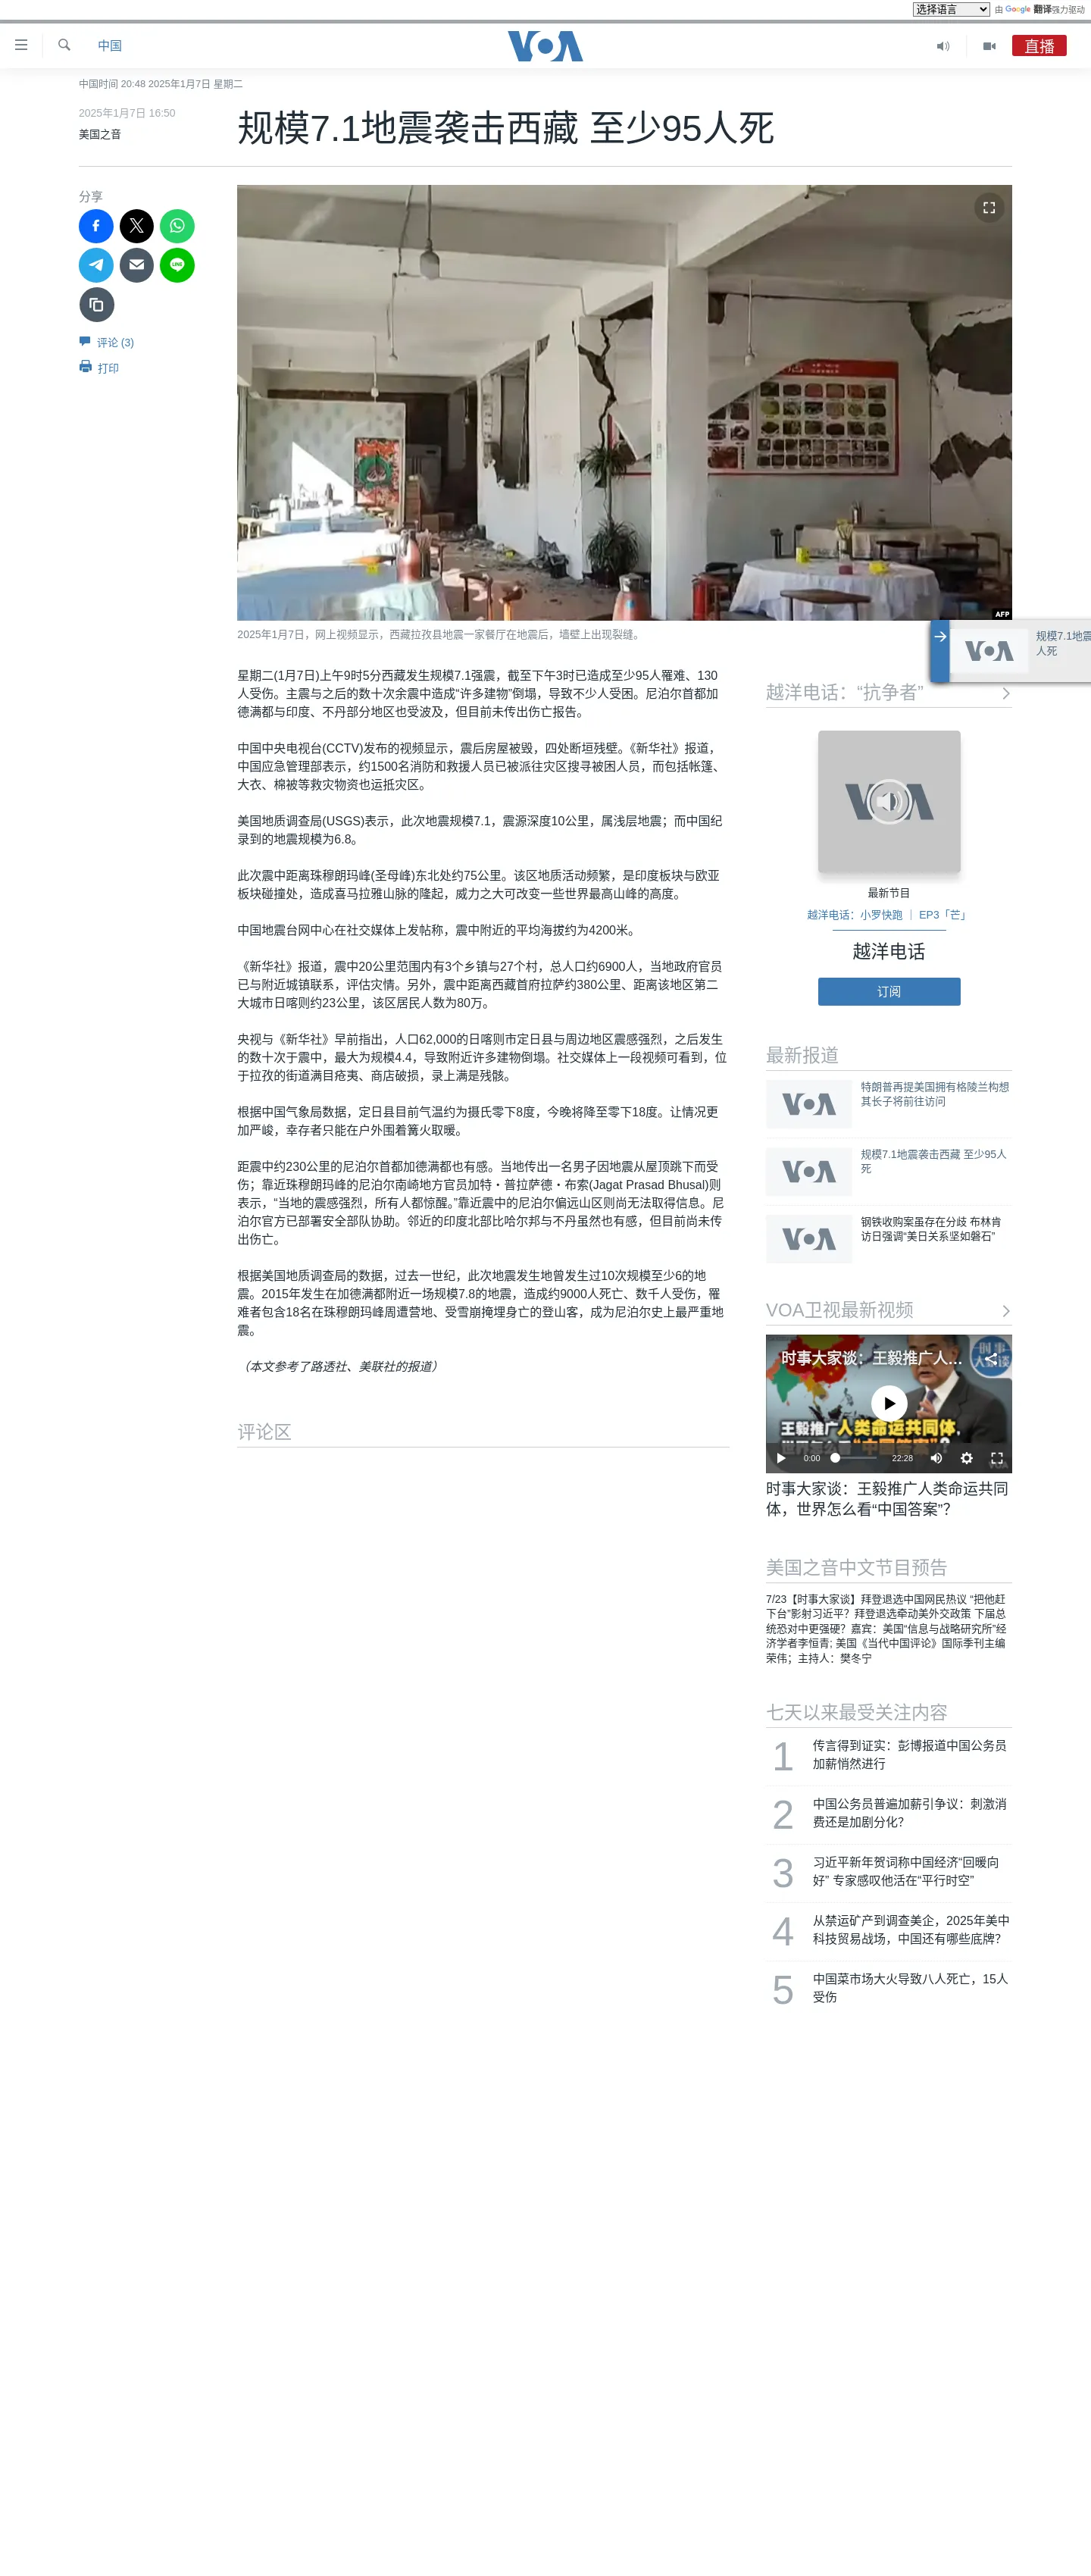 选择语言 由 Google 翻译强力驱动
中国 VOA 直播
中国时间 20:48 2025年1月7日 星期二
2025年1月7日 16:50
美国之音
规模7.1地震袭击西藏 至少95人死
分享
LINE
评论 (3)
打印
AFP
2025年1月7日，网上视频显示，西藏拉孜县地震一家餐厅在地震后，墙壁上出现裂缝。
星期二(1月7日)上午9时5分西藏发生规模7.1强震，截至下午3时已造成至少95人罹难、130
人受伤。主震与之后的数十次余震中造成“许多建物”倒塌，导致不少人受困。尼泊尔首都加
德满都与印度、不丹部分地区也受波及，但目前未传出伤亡报告。
中国中央电视台(CCTV)发布的视频显示，震后房屋被毁，四处断垣残壁。《新华社》报道，
中国应急管理部表示，约1500名消防和救援人员已被派往灾区搜寻被困人员，而包括帐篷、
大衣、棉被等救灾物资也运抵灾区。
美国地质调查局(USGS)表示，此次地震规模7.1，震源深度10公里，属浅层地震；而中国纪
录到的地震规模为6.8。
此次震中距离珠穆朗玛峰(圣母峰)东北处约75公里。该区地质活动频繁，是印度板块与欧亚
板块碰撞处，造成喜马拉雅山脉的隆起，威力之大可改变一些世界最高山峰的高度。
中国地震台网中心在社交媒体上发帖称，震中附近的平均海拔约为4200米。
《新华社》报道，震中20公里范围内有3个乡镇与27个村，总人口约6900人，当地政府官员
已与附近城镇联系，评估灾情。另外，震中距离西藏首府拉萨约380公里、距离该地区第二
大城市日喀则约23公里，该区居民人数为80万。
央视与《新华社》早前指出，人口62,000的日喀则市定日县与周边地区震感强烈，之后发生
的数十次于震中，最大为规模4.4，导致附近许多建物倒塌。社交媒体上一段视频可看到，位
于拉孜的街道满目疮夷、商店破损，录上满是残骸。
根据中国气象局数据，定日县目前气温约为摄氏零下8度，今晚将降至零下18度。让情况更
加严峻，幸存者只能在户外围着篝火取暖。
距震中约230公里的尼泊尔首都加德满都也有感。当地传出一名男子因地震从屋顶跳下而受
伤；靠近珠穆朗玛峰的尼泊尔南崎地方官员加特・普拉萨德・布索(Jagat Prasad Bhusal)则
表示，“当地的震感强烈，所有人都惊醒。”靠近震中的尼泊尔偏远山区则尚无法取得信息。尼
泊尔官方已部署安全部队协助。邻近的印度北部比哈尔邦与不丹虽然也有感，但目前尚未传
出伤亡。
根据美国地质调查局的数据，过去一世纪，此次地震发生地曾发生过10次规模至少6的地
震。2015年发生在加德满都附近一场规模7.8的地震，造成约9000人死亡、数千人受伤，罹
难者包含18名在珠穆朗玛峰周遭营地、受雪崩掩埋身亡的登山客，成为尼泊尔史上最严重地
震。
（本文参考了路透社、美联社的报道）
评论区
VOA 规模7.1地震
人死
越洋电话：“抗争者”
VOA
最新节目
越洋电话：小罗快跑 ｜ EP3「芒」
越洋电话
订阅
最新报道
VOA 特朗普再提美国拥有格陵兰构想
其长子将前往访问
VOA 规模7.1地震袭击西藏 至少95人
死
VOA 钢铁收购案虽存在分歧 布林肯
访日强调“美日关系坚如磐石”
VOA卫视最新视频
时事大家谈：王毅推广人…
时事
大家谈
王毅推广人类命运共同体，
世界怎么看“中国答案”？
0:00 22:28
VOA
时事大家谈：王毅推广人类命运共同
体，世界怎么看“中国答案”？
美国之音中文节目预告
7/23【时事大家谈】拜登退选中国网民热议 “把他赶
下台”影射习近平？拜登退选牵动美外交政策 下届总
统恐对中更强硬？嘉宾：美国“信息与战略研究所”经
济学者李恒青; 美国《当代中国评论》国际季刊主编
荣伟；主持人：樊冬宁
七天以来最受关注内容
1 传言得到证实：彭博报道中国公务员
加薪悄然进行
2 中国公务员普遍加薪引争议：刺激消
费还是加剧分化？
3 习近平新年贺词称中国经济“回暖向
好” 专家感叹他活在“平行时空”
4 从禁运矿产到调查美企，2025年美中
科技贸易战场，中国还有哪些底牌？
5 中国菜市场大火导致八人死亡，15人
受伤